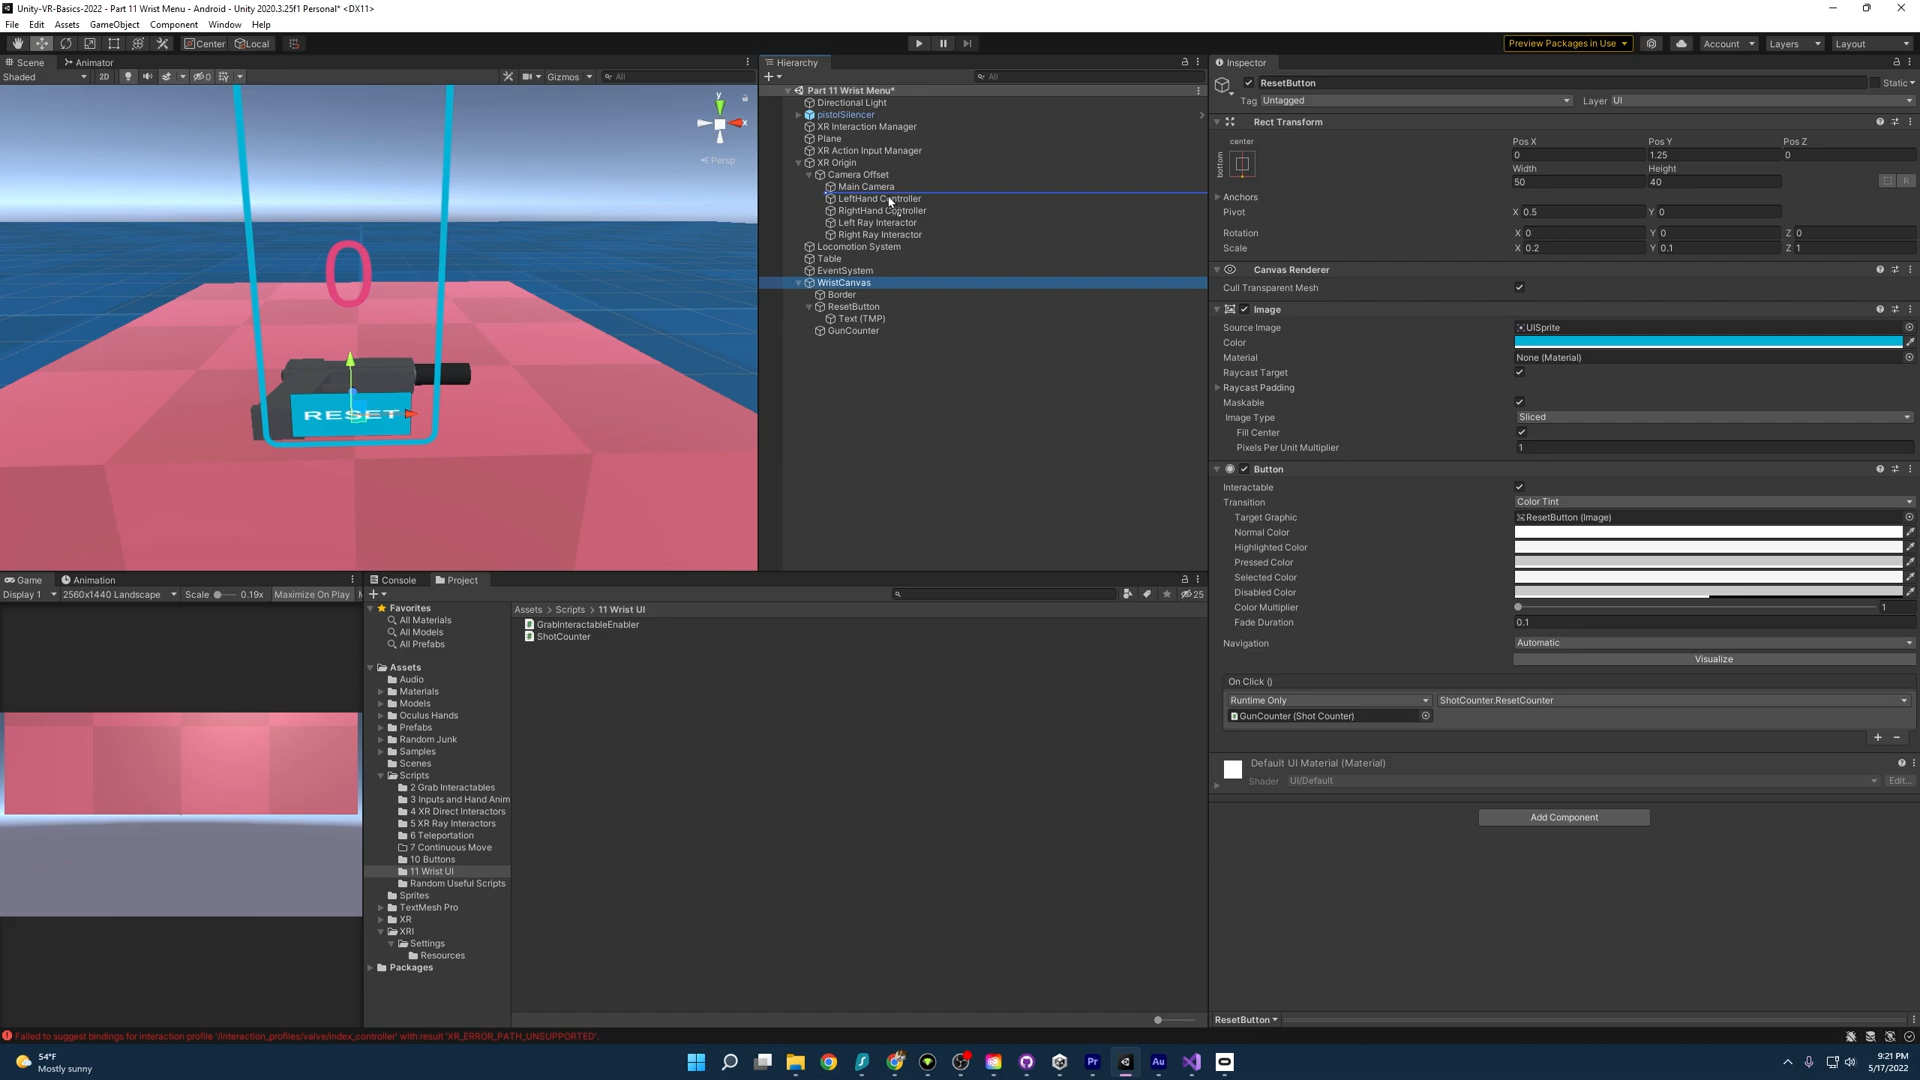 Unity-VR-Basics-2022 - Part 11 Wrist Menu - Android - Unity 2020.3.25f1 Personal* <DX11>
File Edit Assets GameObject Component Window Help
Center Local
Preview Packages in Use Account Layers Layout
Scene Animator
Shaded 2D 0 Gizmos All
y x
Persp
0
RESET
Hierarchy
All
Part 11 Wrist Menu*
Directional Light
pistolSilencer
XR Interaction Manager
Plane
XR Action Input Manager
XR Origin
Camera Offset
Main Camera
LeftHand Controller
RightHand Controller
Left Ray Interactor
Right Ray Interactor
Locomotion System
Table
EventSystem
WristCanvas
Border
ResetButton
Text (TMP)
GunCounter
Inspector
ResetButton Static
Tag Untagged Layer UI
Rect Transform
center Pos X Pos Y Pos Z
bottom 0 1.25 0
Width Height
50 40 R
Anchors
Pivot X 0.5 Y 0
Rotation X 0 Y 0 Z 0
Scale X 0.2 Y 0.1 Z 1
Canvas Renderer
Cull Transparent Mesh
Image
Source Image UISprite
Color
Material None (Material)
Raycast Target
Raycast Padding
Maskable
Image Type Sliced
Fill Center
Pixels Per Unit Multiplier 1
Button
Interactable
Transition Color Tint
Target Graphic ResetButton (Image)
Normal Color
Highlighted Color
Pressed Color
Selected Color
Disabled Color
Color Multiplier 1
Fade Duration 0.1
Navigation Automatic
Visualize
On Click ()
Runtime Only ShotCounter.ResetCounter
GunCounter (Shot Counter)
Default UI Material (Material)
Shader UI/Default Edit...
Add Component
ResetButton
Game Animation
Display 1 2560x1440 Landscape Scale 0.19x Maximize On Play
Console Project
25
Favorites
All Materials
All Models
All Prefabs
Assets
Audio
Materials
Models
Oculus Hands
Prefabs
Random Junk
Samples
Scenes
Scripts
2 Grab Interactables
3 Inputs and Hand Anim
4 XR Direct Interactors
5 XR Ray Interactors
6 Teleportation
7 Continuous Move
10 Buttons
11 Wrist UI
Random Useful Scripts
Sprites
TextMesh Pro
XR
XRI
Settings
Resources
Packages
Assets > Scripts > 11 Wrist UI
GrabInteractableEnabler
ShotCounter
Failed to suggest bindings for interaction profile '/interaction_profiles/valve/index_controller' with result 'XR_ERROR_PATH_UNSUPPORTED'.
54°F
Mostly sunny
Pr Au
9:21 PM
5/17/2022